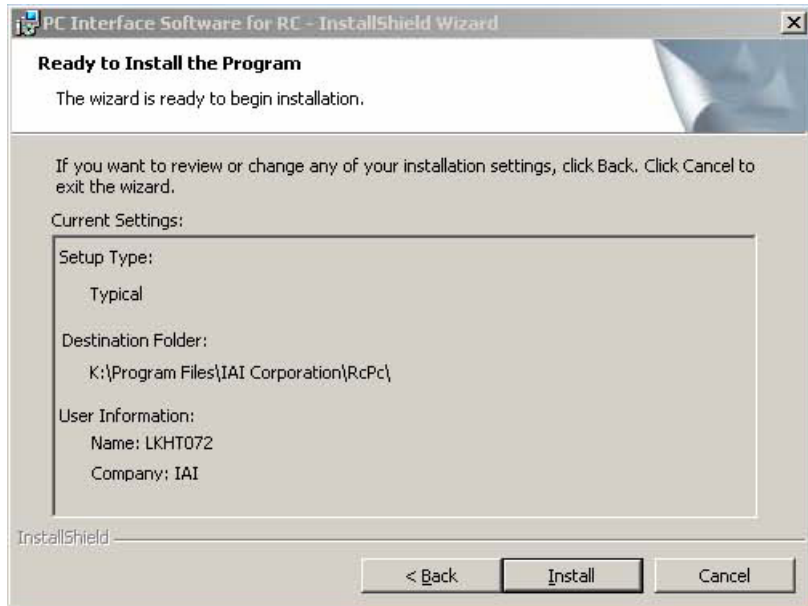 PC Interface Software for RC - InstallShield Wizard
Ready to Install the Program
The wizard is ready to begin installation.
If you want to review or change any of your installation settings, click Back. Click Cancel to
exit the wizard.
Current Settings:
Setup Type:
Typical
Destination Folder:
K:\Program Files\IAI Corporation\RcPc\
User Information:
Name: LKHT072
Company: IAI
InstallShield
< Back
Install
Cancel